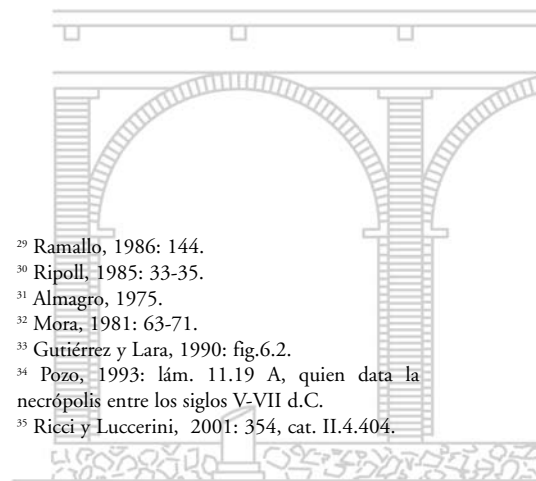 ²⁹ Ramallo, 1986: 144.
³⁰ Ripoll, 1985: 33-35.
³¹ Almagro, 1975.
³² Mora, 1981: 63-71.
³³ Gutiérrez y Lara, 1990: fig.6.2.
³⁴ Pozo, 1993: lám. 11.19 A, quien data la
necrópolis entre los siglos V-VII d.C.
³⁵ Ricci y Luccerini, 2001: 354, cat. II.4.404.